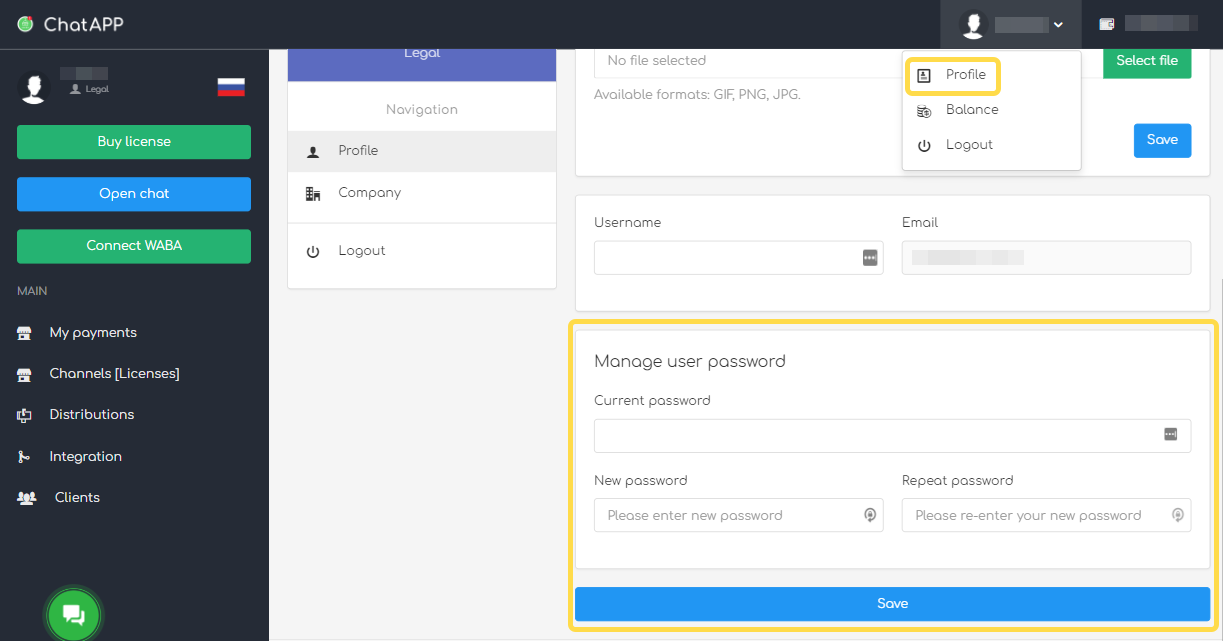 ChatAPP
Legal
Buy license
Open chat
Connect WABA
MAIN
My payments
Channels [Licenses]
Distributions
Integration
Clients
Legal
Navigation
Profile
Company
Logout
No file selected
Select file
Available formats: GIF, PNG, JPG.
Save
Profile
Balance
Logout
Username
Email
Manage user password
Current password
New password
Repeat password
Please enter new password
Please re-enter your new password
Save